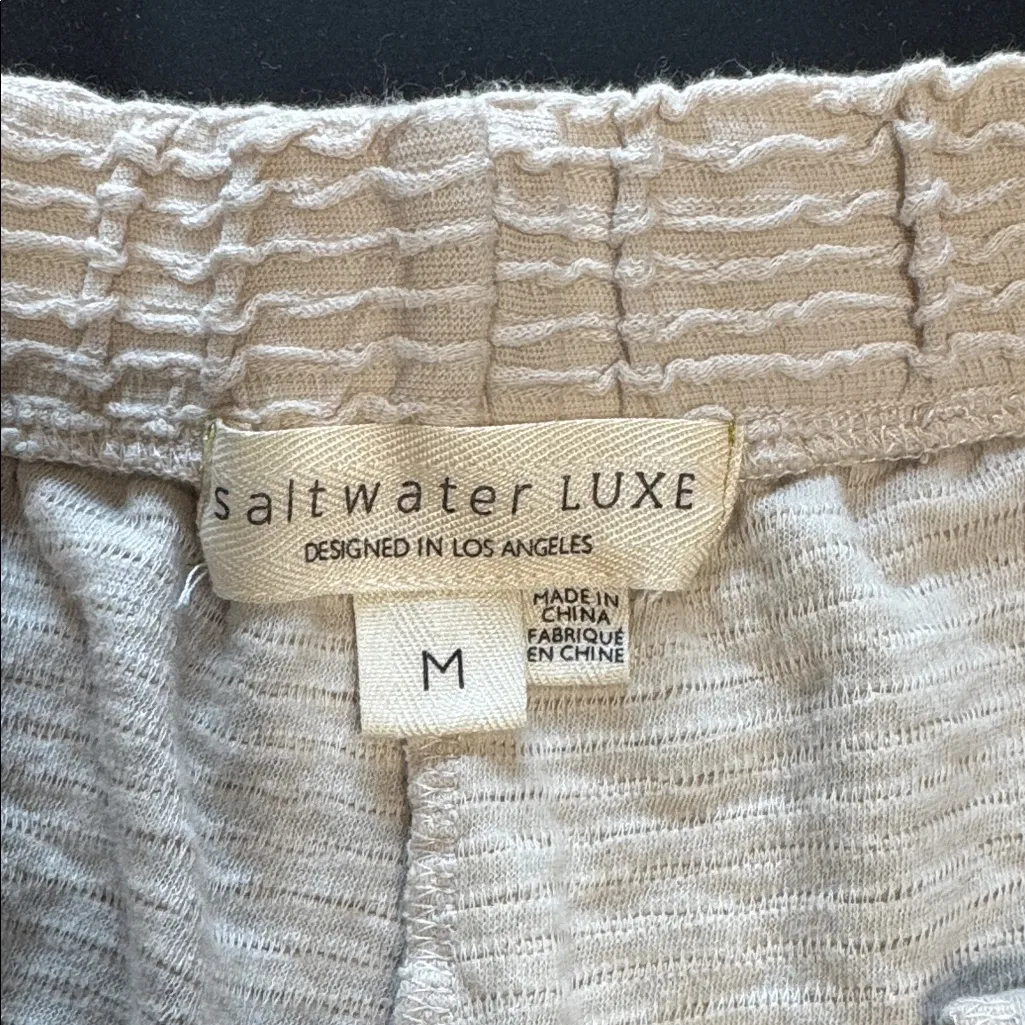 saltwater LUXE
DESIGNED IN LOS ANGELES
M
MADE IN
CHINA
FABRIQUÉ
EN CHINE